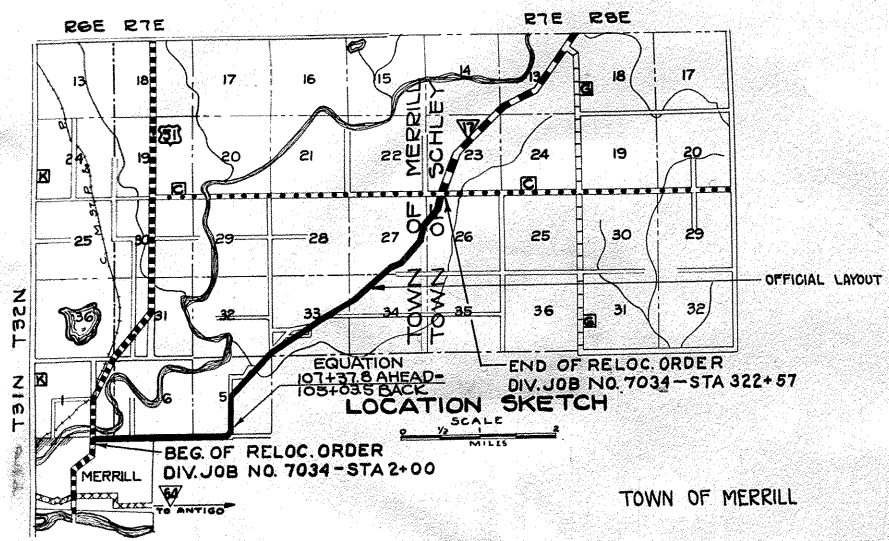 R6E R7E
R7E R8E
13 18 17 16 15 14 13 18 17
G
51
17
24 19 20 21 22 23 24 19 20
K
C
C
TOWN OF MERRILL
TOWN OF SCHLEY
25 30 29 28 27 26 25 30 29
C. M. ST. P. & P.
36 31 32 33 34 35 36 31 32
G
OFFICIAL LAYOUT
T32N
T31N
K
1 6 5
EQUATION
107+37.8 AHEAD=
105+03.5 BACK
END OF RELOC. ORDER
DIV. JOB NO. 7034-STA 322+57
LOCATION SKETCH
SCALE
0 1/2 2
MILES
BEG. OF RELOC. ORDER
DIV. JOB NO. 7034-STA 2+00
MERRILL
64
TO ANTIGO
TOWN OF MERRILL